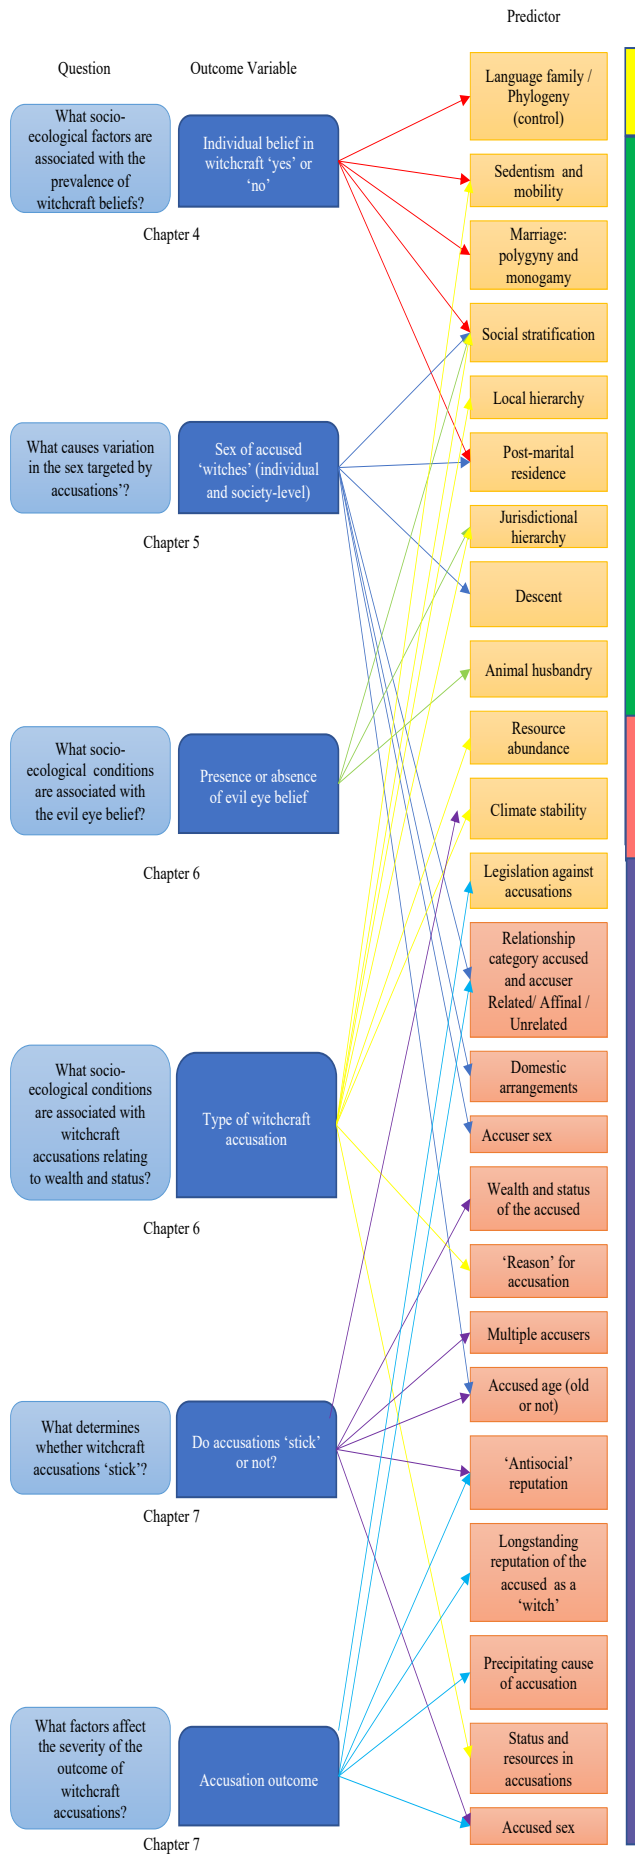 Predictor
Question
Outcome Variable
What socio-
ecological factors are
associated with the
prevalence of
witchcraft beliefs?
Individual belief in
witchcraft ‘yes’ or
‘no’
Chapter 4
What causes variation
in the sex targeted by
accusations’?
Sex of accused
‘witches’ (individual
and society-level)
Chapter 5
What socio-
ecological conditions
are associated with
the evil eye belief?
Presence or absence
of evil eye belief
Chapter 6
What socio-
ecological conditions
are associated with
witchcraft
accusations relating
to wealth and status?
Type of witchcraft
accusation
Chapter 6
What determines
whether witchcraft
accusations ‘stick’?
Do accusations ‘stick’
or not?
Chapter 7
What factors affect
the severity of the
outcome of
witchcraft
accusations?
Accusation outcome
Chapter 7
Language family /
Phylogeny
(control)
Sedentism and
mobility
Marriage:
polygyny and
monogamy
Social stratification
Local hierarchy
Post-marital
residence
Jurisdictional
hierarchy
Descent
Animal husbandry
Resource
abundance
Climate stability
Legislation against
accusations
Relationship
category accused
and accuser
Related/ Affinal /
Unrelated
Domestic
arrangements
Accuser sex
Wealth and status
of the accused
‘Reason’ for
accusation
Multiple accusers
Accused age (old
or not)
‘Antisocial’
reputation
Longstanding
reputation of the
accused as a
‘witch’
Precipitating cause
of accusation
Status and
resources in
accusations
Accused sex